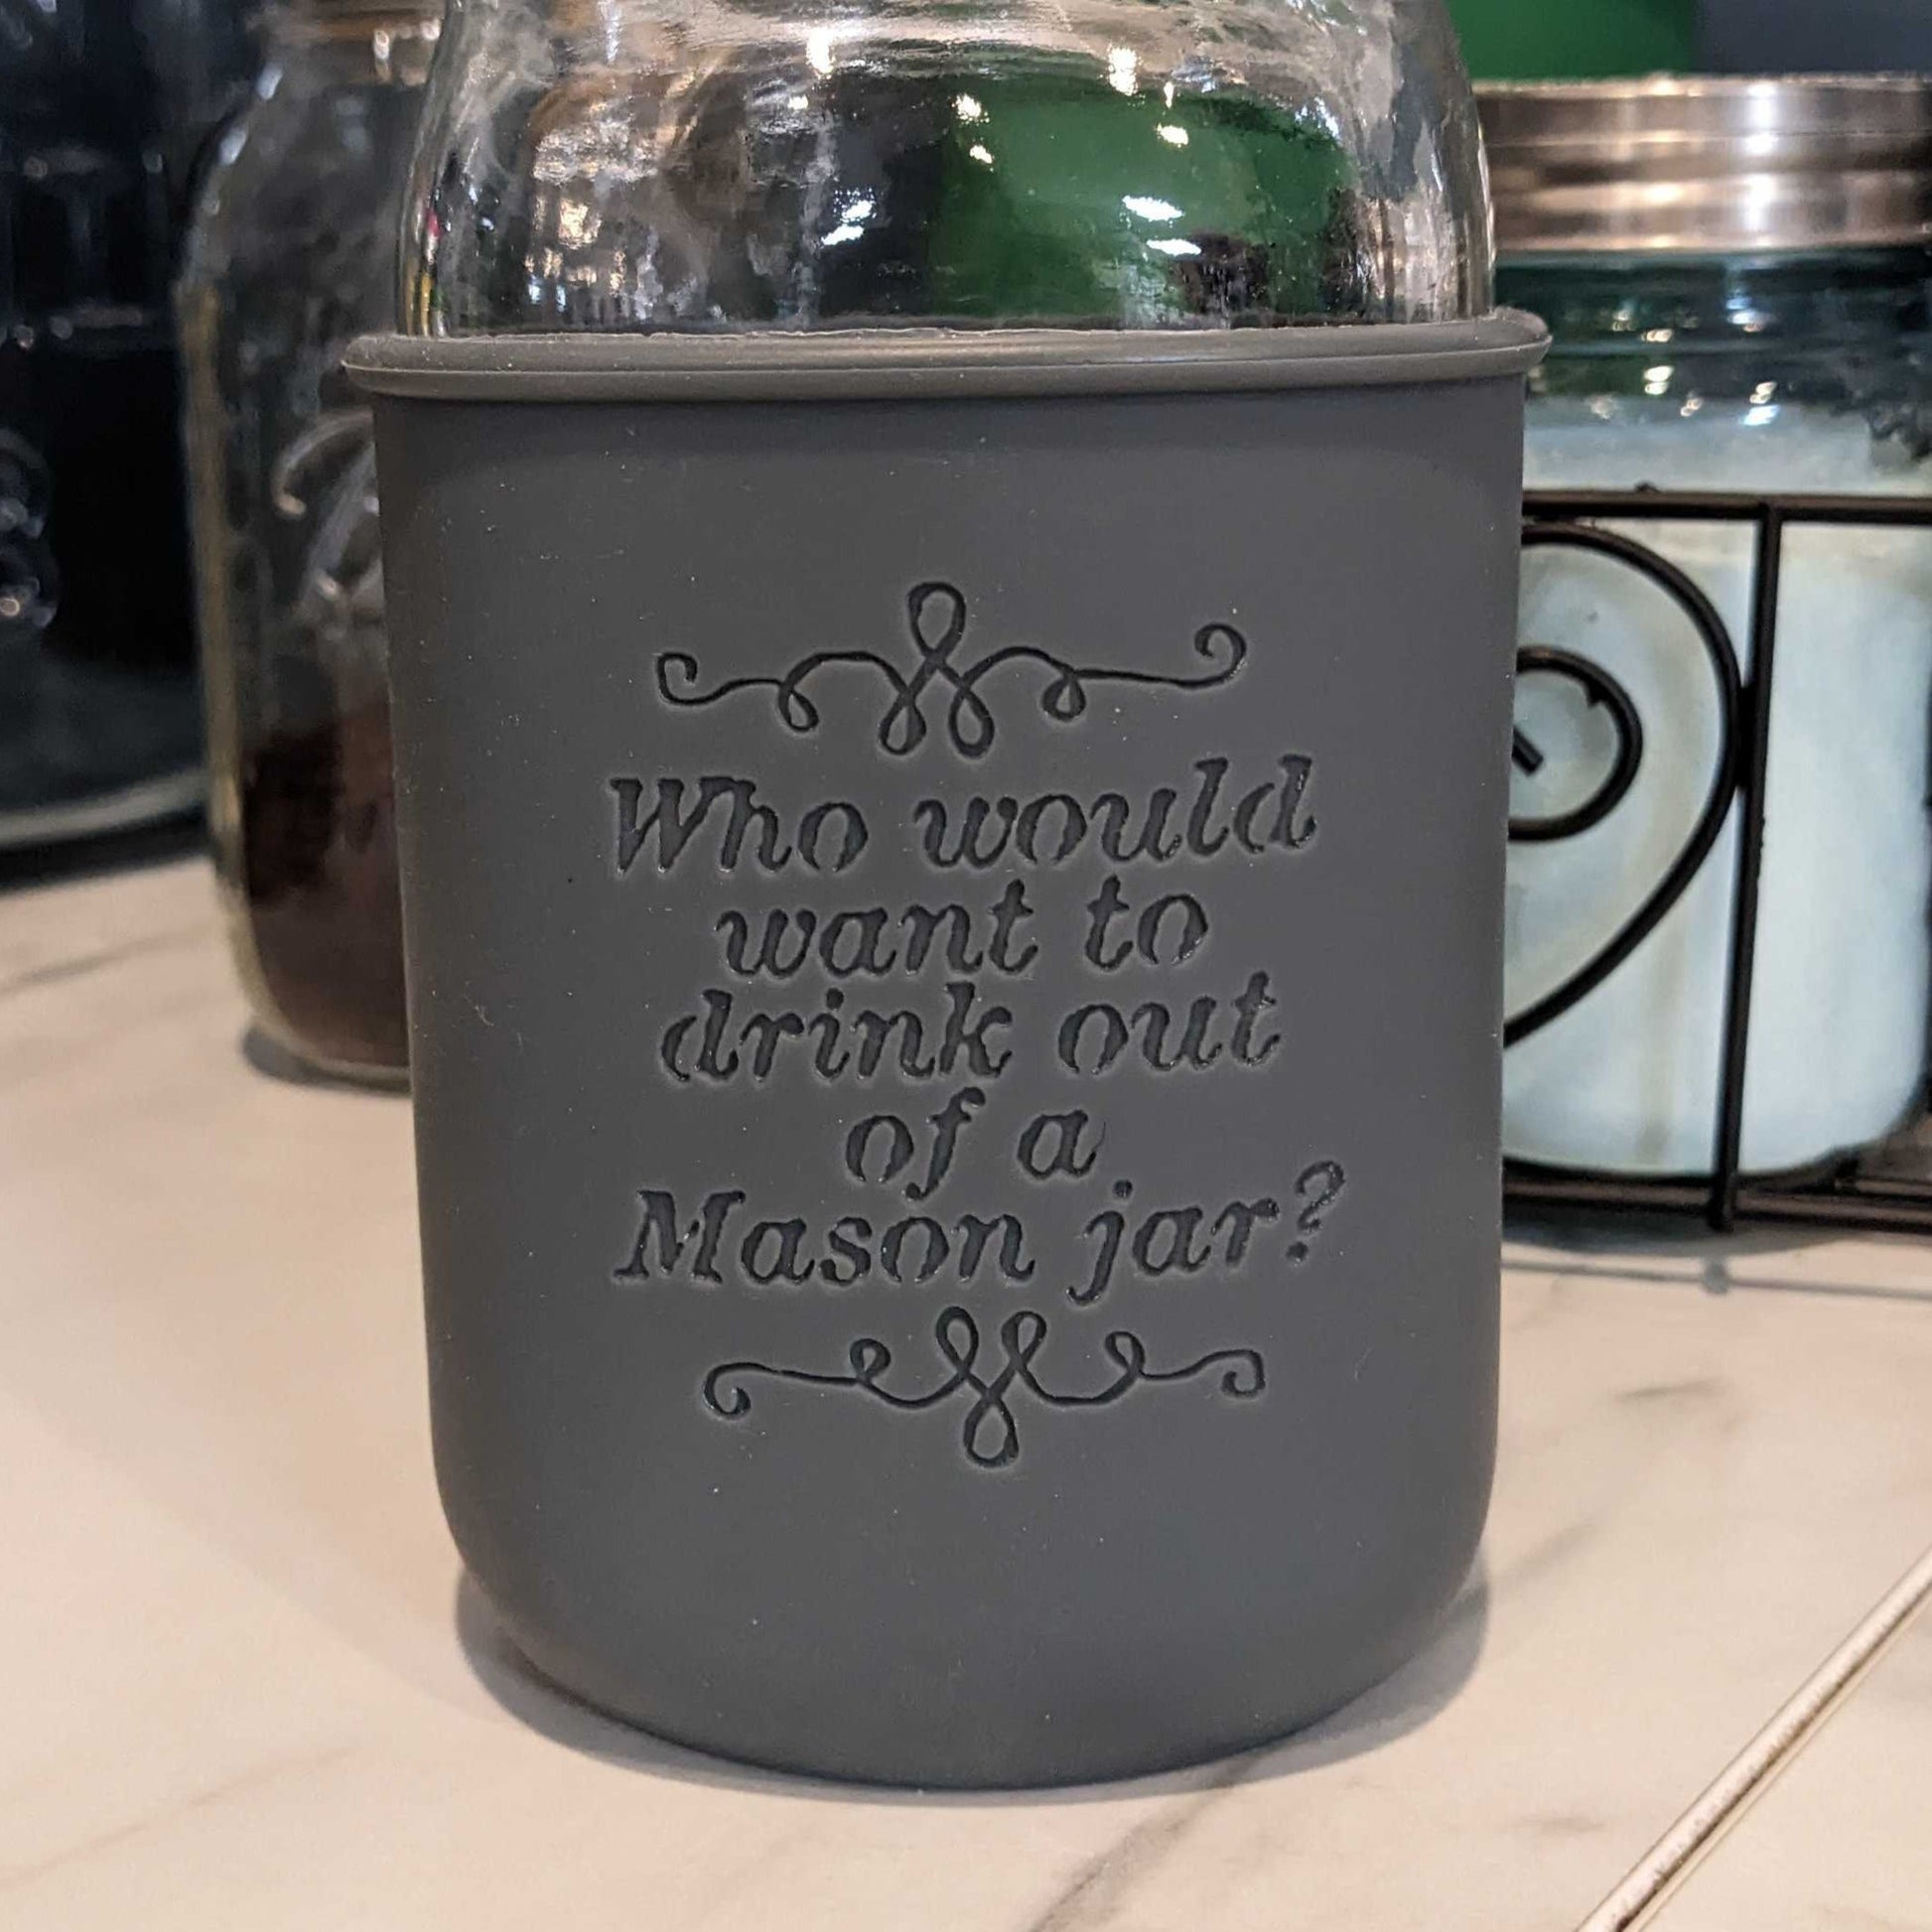 Who would
want to
drink out
of a
Mason jar?